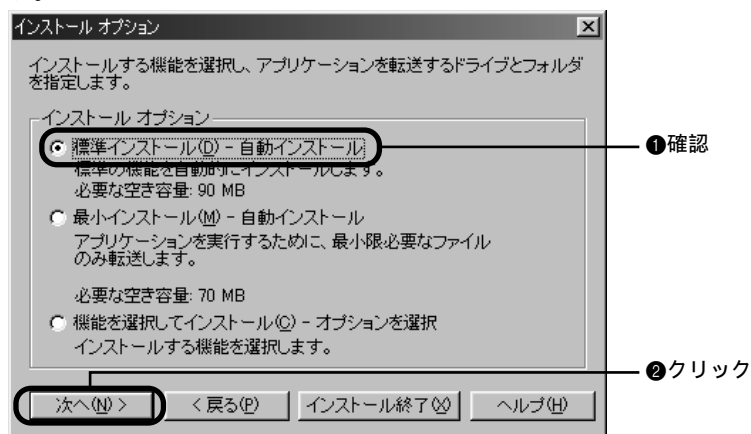 インストール オプション
インストールする機能を選択し、アプリケーションを転送するドライブとフォルダ
を指定します。
インストール オプション
標準インストール(D) - 自動インストール
標準の機能を自動的にインストールします。
必要な空き容量: 90 MB
最小インストール(M) - 自動インストール
アプリケーションを実行するために、最小限必要なファイル
のみ転送します。
必要な空き容量: 70 MB
機能を選択してインストール(C) - オプションを選択
インストールする機能を選択します。
次へ(N) >
< 戻る(P)
インストール終了(X)
ヘルプ(H)
❶確認
❷クリック